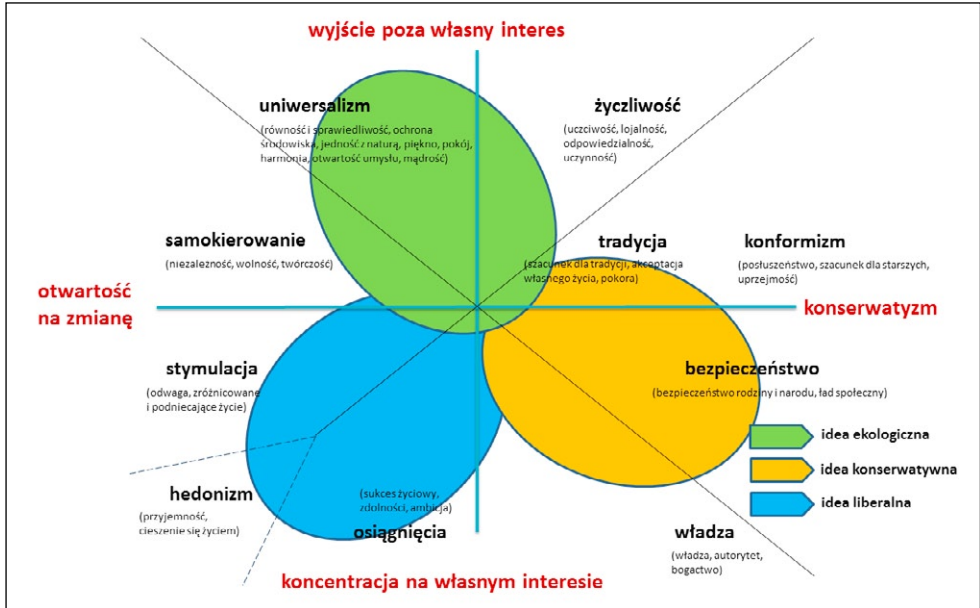 wyjście poza własny interes
uniwersalizm
(równość i sprawiedliwość, ochrona
środowiska, jedność z naturą, piękno, pokój,
harmonia, otwartość umysłu, mądrość)
życzliwość
(uczciwość, lojalność,
odpowiedzialność,
uczynność)
samokierowanie
(niezależność, wolność, twórczość)
tradycja
(szacunek dla tradycji, akceptacja
własnego życia, pokora)
konformizm
(posłuszeństwo, szacunek dla starszych,
uprzejmość)
otwartość
na zmianę
konserwatyzm
stymulacja
(odwaga, zróżnicowane
i podniecające życie)
bezpieczeństwo
(bezpieczeństwo rodziny i narodu, ład społeczny)
idea ekologiczna
idea konserwatywna
idea liberalna
hedonizm
(przyjemność,
cieszenie się życiem)
(sukces życiowy,
zdolności, ambicja)
osiągnięcia
władza
(władza, autorytet,
bogactwo)
koncentracja na własnym interesie